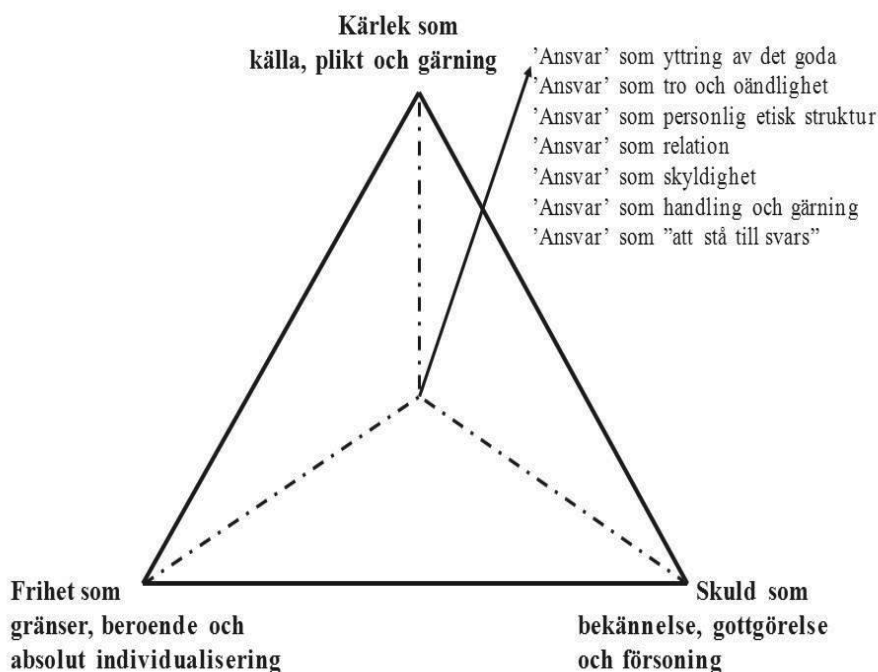 Kärlek som
källa, plikt och gärning
’Ansvar’ som yttring av det goda
’Ansvar’ som tro och oändlighet
’Ansvar’ som personlig etisk struktur
’Ansvar’ som relation
’Ansvar’ som skyldighet
’Ansvar’ som handling och gärning
’Ansvar’ som ”att stå till svars”
Frihet som
gränser, beroende och
absolut individualisering
Skuld som
bekännelse, gottgörelse
och försoning